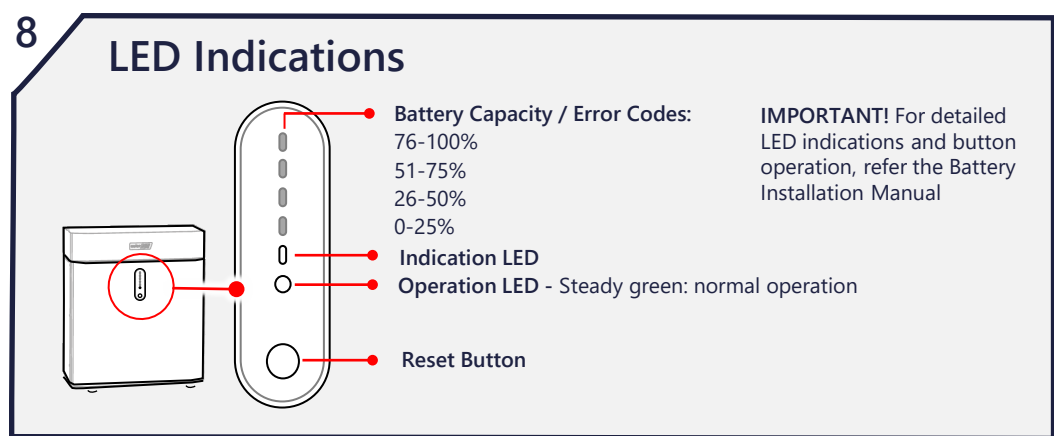 8
LED Indications
Battery Capacity / Error Codes:
76-100%
51-75%
26-50%
0-25%
Indication LED
Operation LED - Steady green: normal operation
Reset Button
IMPORTANT! For detailed
LED indications and button
operation, refer the Battery
Installation Manual